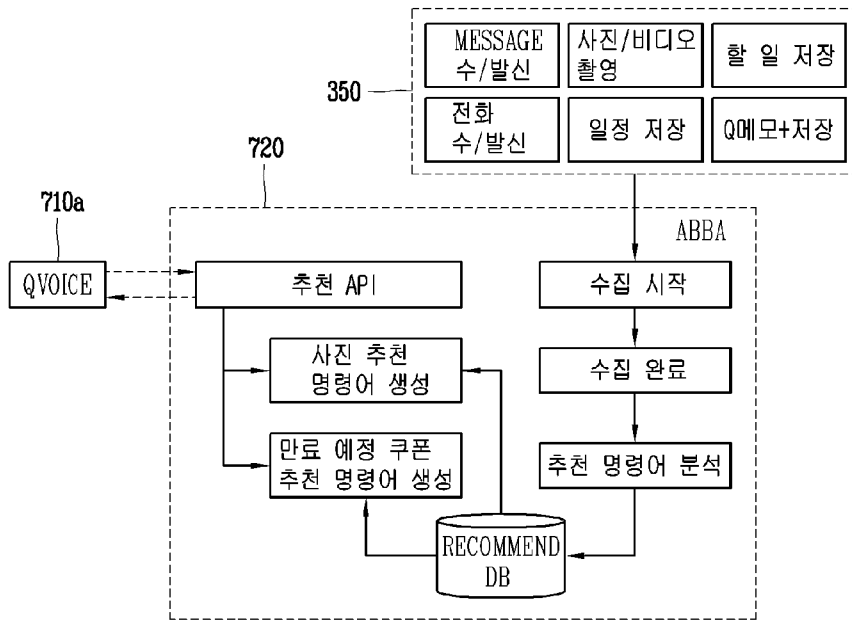 MESSAGE
수/발신
사진/비디오
촬영
할 일 저장
350
전화
수/발신
일정 저장
Q메모+저장
720
710a
ABBA
QVOICE
추천 API
수집 시작
사진 추천
명령어 생성
수집 완료
만료 예정 쿠폰
추천 명령어 생성
추천 명령어 분석
RECOMMEND
DB